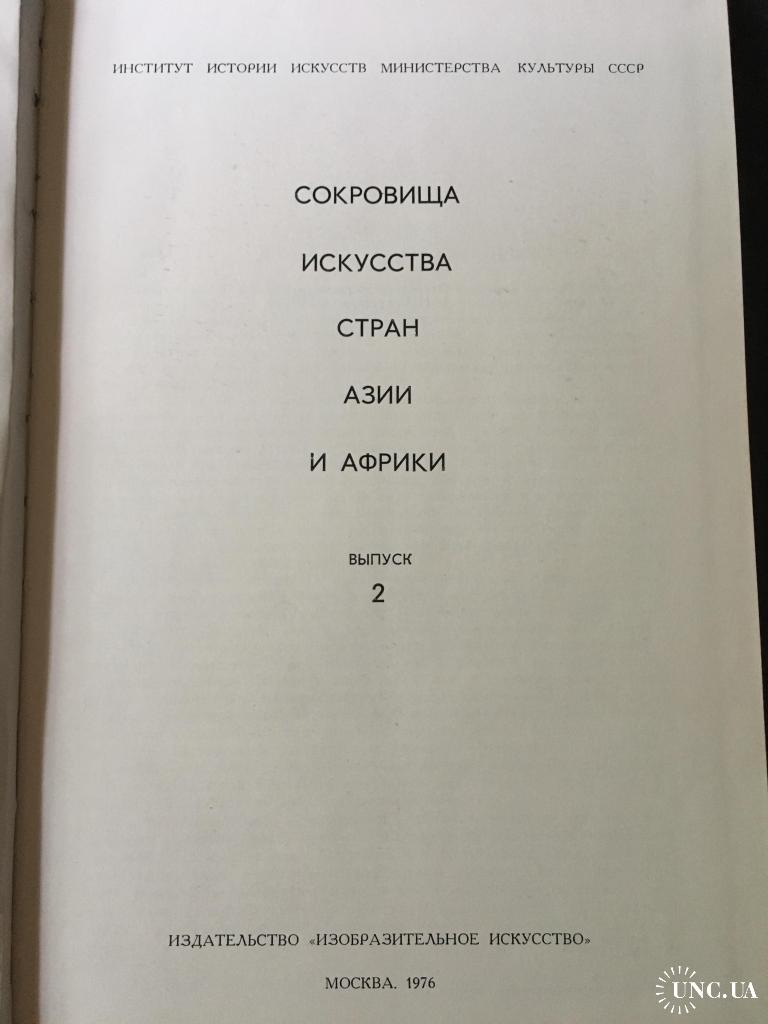 ИНСТИТУТ ИСТОРИИ ИСКУССТВ МИНИСТЕРСТВА КУЛЬТУРЫ СССР
СОКРОВИЩА
ИСКУССТВА
СТРАН
АЗИИ
И АФРИКИ
ВЫПУСК
2
ИЗДАТЕЛЬСТВО «ИЗОБРАЗИТЕЛЬНОЕ ИСКУССТВО»
МОСКВА. 1976
UNC.UA